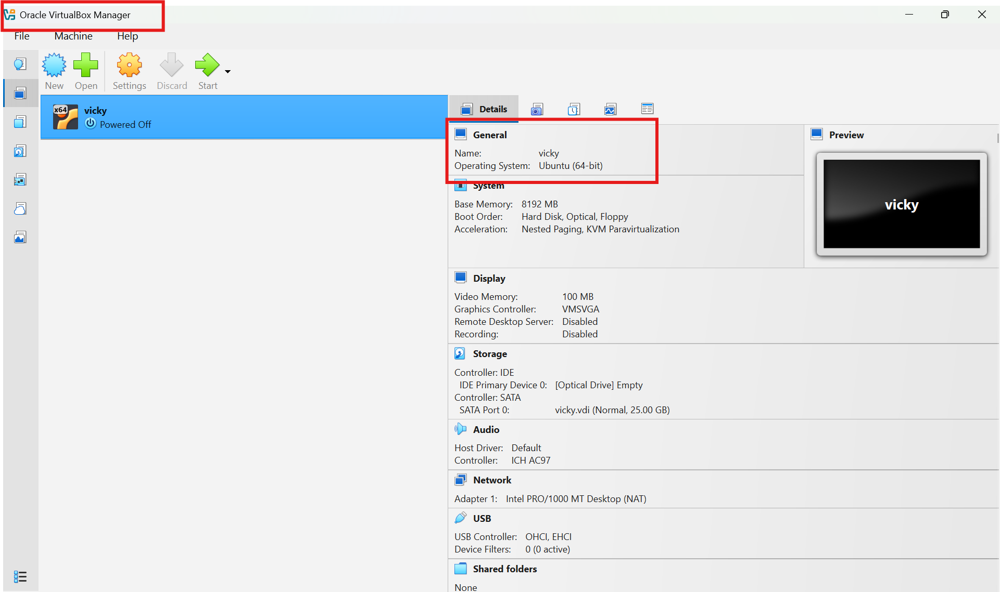 Oracle VirtualBox Manager
File Machine Help
New Open Settings Discard Start
x64
vicky
Powered Off
Details
General
Name: vicky
Operating System: Ubuntu (64-bit)
Preview
vicky
System
Base Memory: 8192 MB
Boot Order: Hard Disk, Optical, Floppy
Acceleration: Nested Paging, KVM Paravirtualization
Display
Video Memory: 100 MB
Graphics Controller: VMSVGA
Remote Desktop Server: Disabled
Recording: Disabled
Storage
Controller: IDE
IDE Primary Device 0: [Optical Drive] Empty
Controller: SATA
SATA Port 0: vicky.vdi (Normal, 25.00 GB)
Audio
Host Driver: Default
Controller: ICH AC97
Network
Adapter 1: Intel PRO/1000 MT Desktop (NAT)
USB
USB Controller: OHCI, EHCI
Device Filters: 0 (0 active)
Shared folders
None